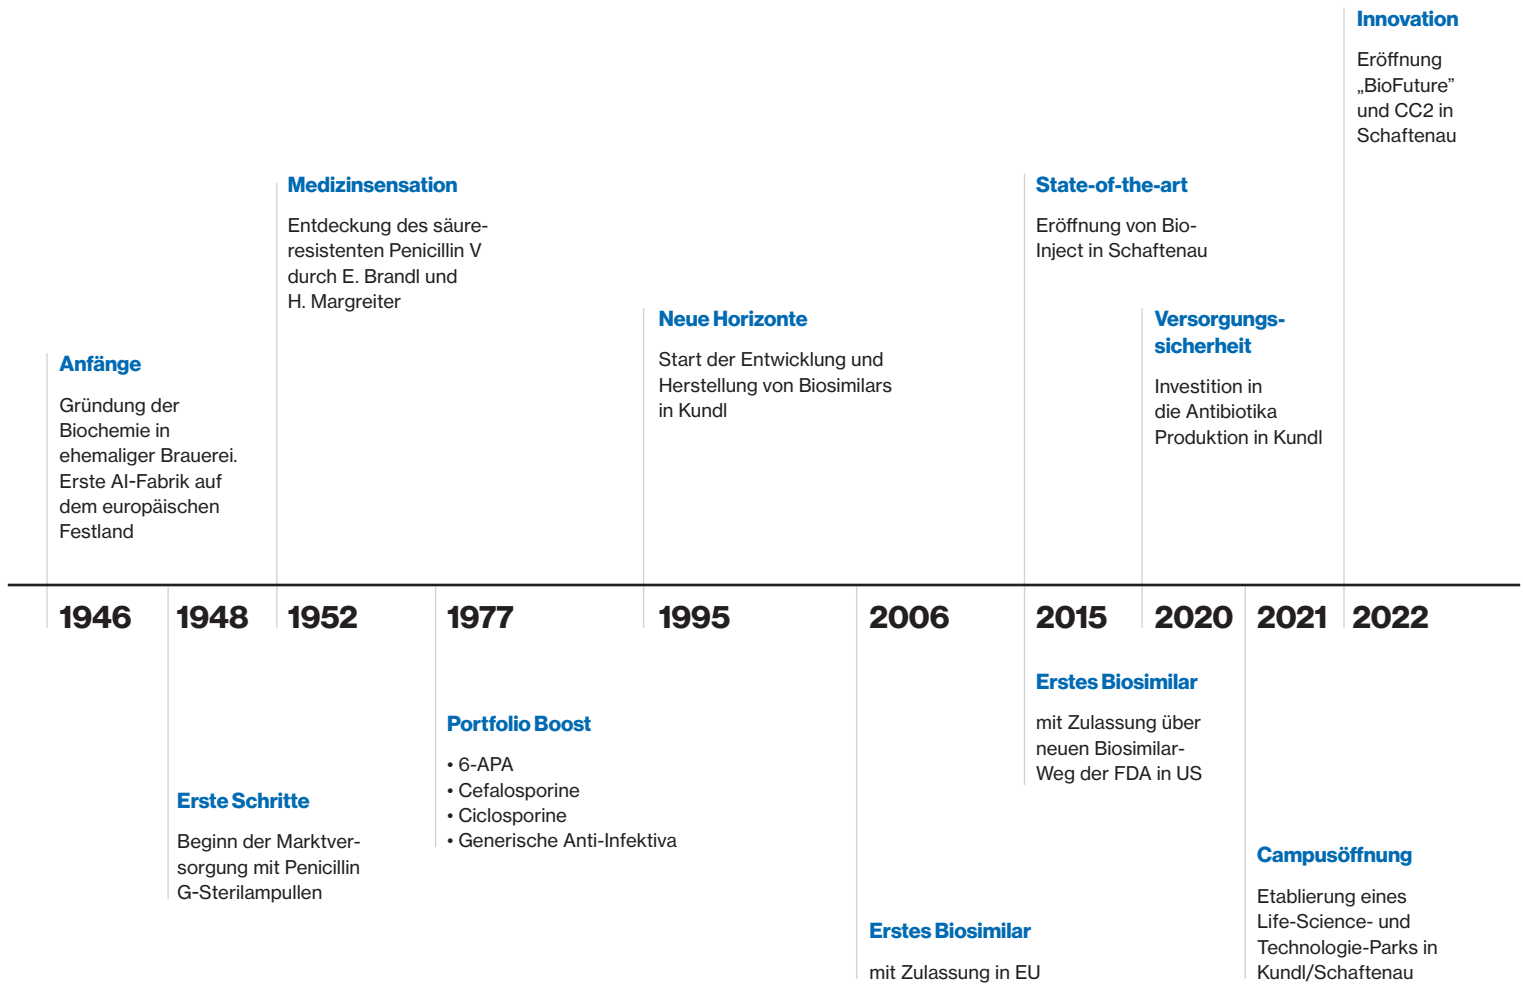 Innovation
Eröffnung
„BioFuture”
und CC2 in
Schaftenau
Medizinsensation
Entdeckung des säure-
resistenten Penicillin V
durch E. Brandl und
H. Margreiter
State-of-the-art
Eröffnung von Bio-
Inject in Schaftenau
Neue Horizonte
Start der Entwicklung und
Herstellung von Biosimilars
in Kundl
Versorgungs-
sicherheit
Investition in
die Antibiotika
Produktion in Kundl
Anfänge
Gründung der
Biochemie in
ehemaliger Brauerei.
Erste AI-Fabrik auf
dem europäischen
Festland
1946 1948 1952 1977 1995 2006 2015 2020 2021 2022
Erstes Biosimilar
mit Zulassung über
neuen Biosimilar-
Weg der FDA in US
Portfolio Boost
• 6-APA
• Cefalosporine
• Ciclosporine
• Generische Anti-Infektiva
Erste Schritte
Beginn der Marktver-
sorgung mit Penicillin
G-Sterilampullen
Campusöffnung
Etablierung eines
Life-Science- und
Technologie-Parks in
Kundl/Schaftenau
Erstes Biosimilar
mit Zulassung in EU